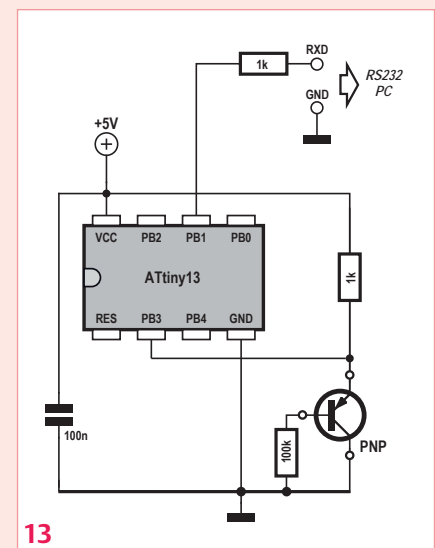 RXD
1k
RS232
PC
GND
+5V
VCC PB2 PB1 PB0
ATtiny13
RES PB3 PB4 GND
1k
100n
100k
PNP
13